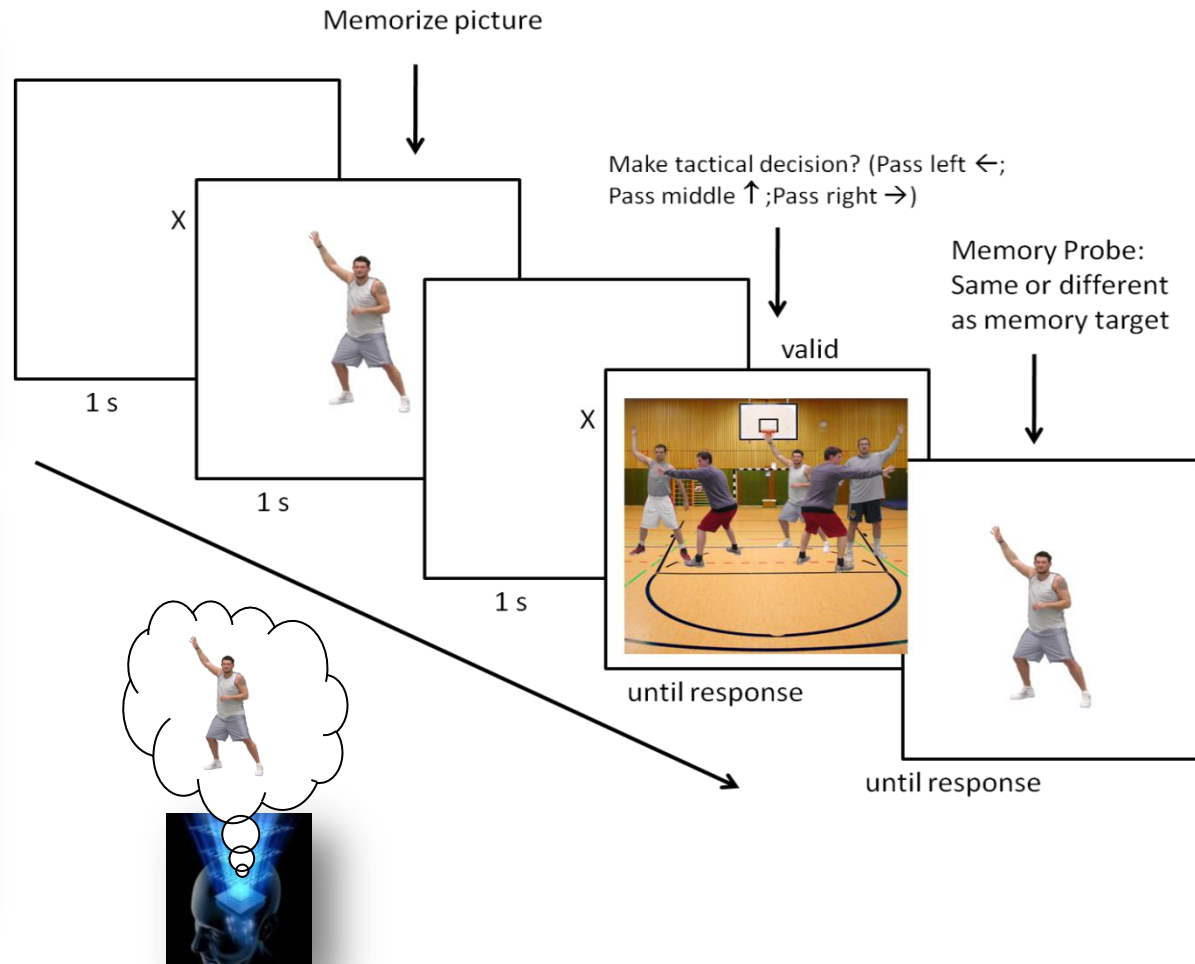 Memorize picture
Make tactical decision? (Pass left ←;
Pass middle ↑ ;Pass right →)
Memory Probe:
Same or different
as memory target
X
valid
1 s
X
1 s
1 s
until response
until response